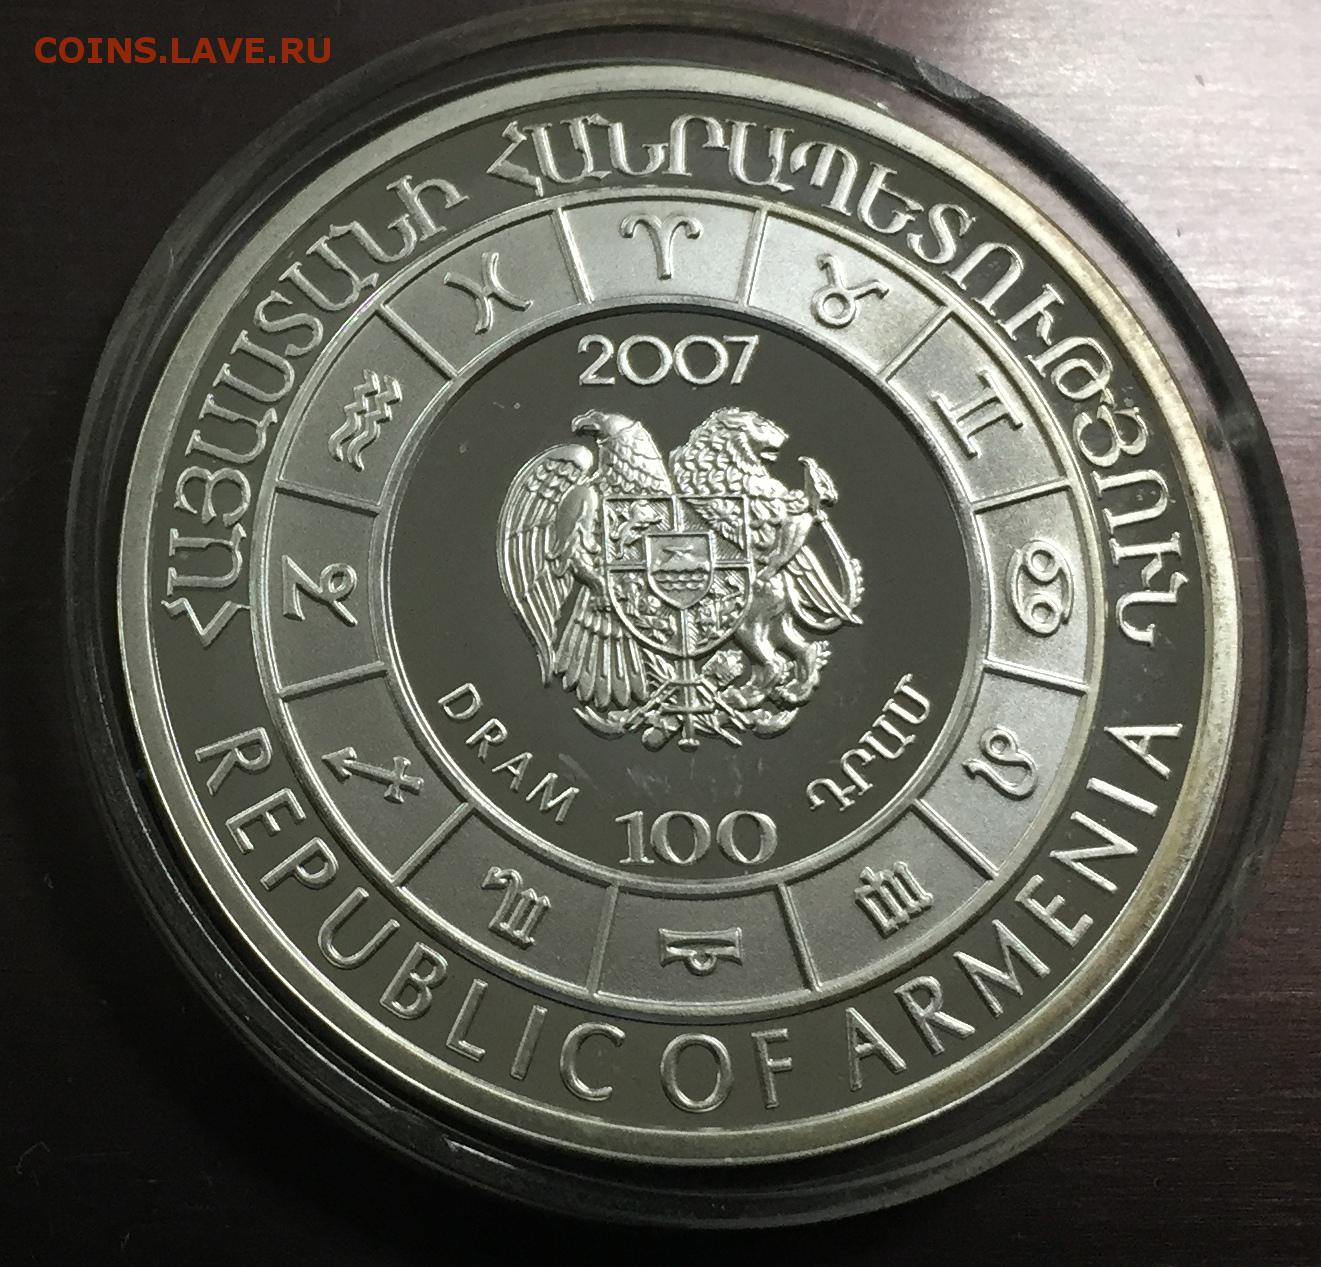 COINS.LAVE.RU
ՀԱՅԱՍՏԱՆԻ ՀԱՆՐԱՊԵՏՈՒԹՅՈՒՆ
2007
DRAM
100
ԴՐԱՄ
REPUBLIC OF ARMENIA